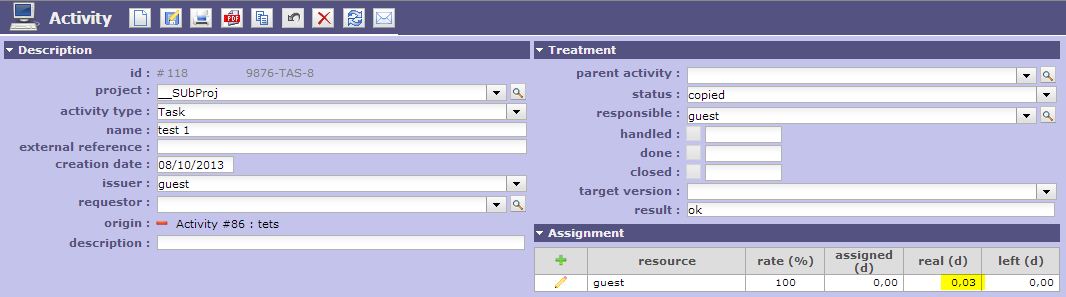 Activity
Description
id : # 118 9876-TAS-8
project : __SUbProj
activity type : Task
name : test 1
external reference :
creation date : 08/10/2013
issuer : guest
requestor :
origin : Activity #86 : tets
description :
Treatment
parent activity :
status : copied
responsible : guest
handled :
done :
closed :
target version :
result : ok
Assignment
resource rate (%) assigned (d) real (d) left (d)
guest 100 0,00 0,03 0,00